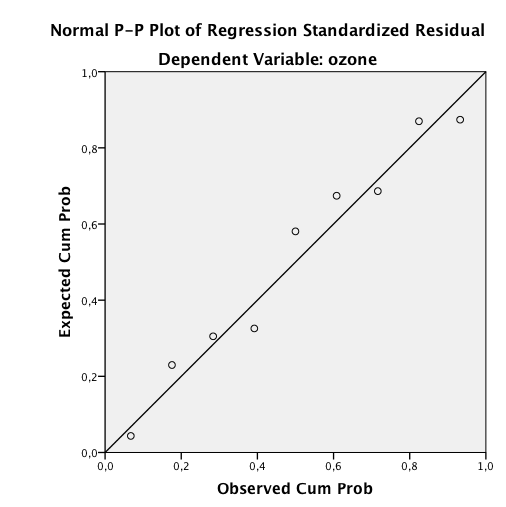 Normal P-P Plot of Regression Standardized Residual
Dependent Variable: ozone
Expected Cum Prob
1,0
0,8
0,6
0,4
0,2
0,0
0,0 0,2 0,4 0,6 0,8 1,0
Observed Cum Prob